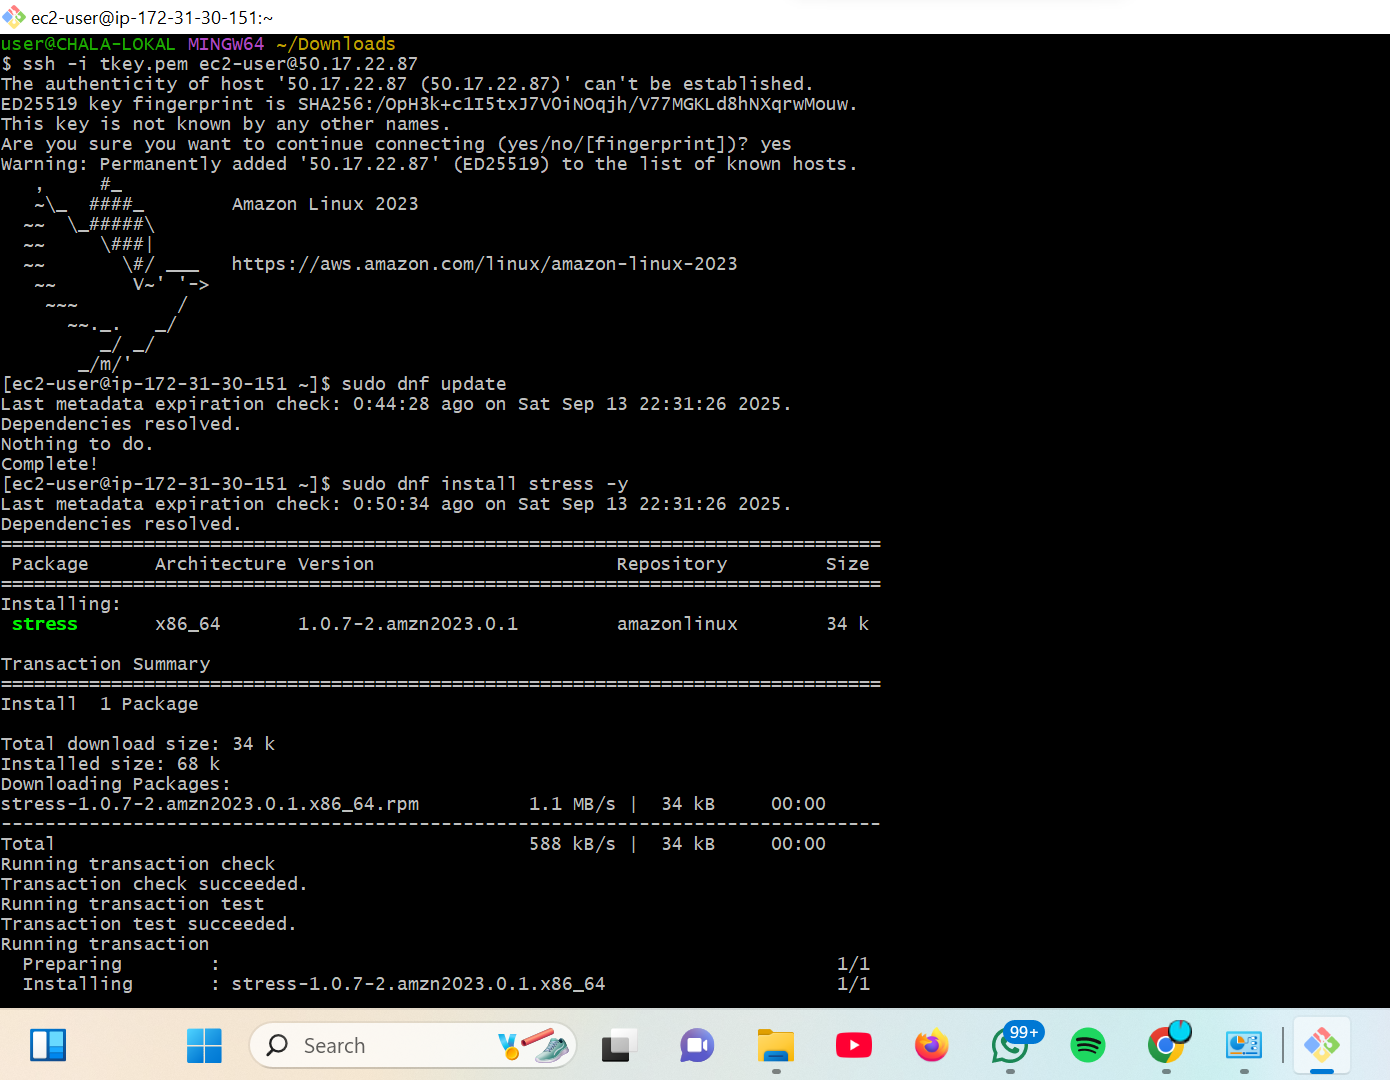 ec2-user@ip-172-31-30-151:~
user@CHALA-LOKAL MINGW64 ~/Downloads
$ ssh -i tkey.pem ec2-user@50.17.22.87
The authenticity of host '50.17.22.87 (50.17.22.87)' can't be established.
ED25519 key fingerprint is SHA256:/OpH3k+c1I5txJ7VOiNOqjh/V77MGKLd8hNXqrwMouw.
This key is not known by any other names.
Are you sure you want to continue connecting (yes/no/[fingerprint])? yes
Warning: Permanently added '50.17.22.87' (ED25519) to the list of known hosts.
   ,     #_
   ~\_  ####_        Amazon Linux 2023
  ~~  \_#####\
  ~~     \###|
  ~~       \#/ ___   https://aws.amazon.com/linux/amazon-linux-2023
   ~~       V~' '->
    ~~~         /
      ~~._.   _/
         _/ _/
       _/m/'
[ec2-user@ip-172-31-30-151 ~]$ sudo dnf update
Last metadata expiration check: 0:44:28 ago on Sat Sep 13 22:31:26 2025.
Dependencies resolved.
Nothing to do.
Complete!
[ec2-user@ip-172-31-30-151 ~]$ sudo dnf install stress -y
Last metadata expiration check: 0:50:34 ago on Sat Sep 13 22:31:26 2025.
Dependencies resolved.
================================================================================
 Package      Architecture Version                      Repository         Size
================================================================================
Installing:
 stress       x86_64       1.0.7-2.amzn2023.0.1         amazonlinux        34 k

Transaction Summary
================================================================================
Install  1 Package

Total download size: 34 k
Installed size: 68 k
Downloading Packages:
stress-1.0.7-2.amzn2023.0.1.x86_64.rpm          1.1 MB/s |  34 kB     00:00
--------------------------------------------------------------------------------
Total                                           588 kB/s |  34 kB     00:00
Running transaction check
Transaction check succeeded.
Running transaction test
Transaction test succeeded.
Running transaction
  Preparing        :                                                        1/1
  Installing       : stress-1.0.7-2.amzn2023.0.1.x86_64                     1/1
Search
99+